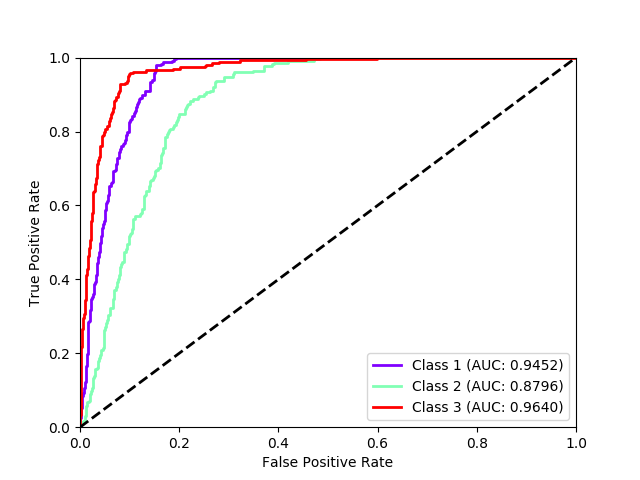 1.0
0.8
0.6
0.4
0.2
0.0
True Positive Rate
Class 1 (AUC: 0.9452)
Class 2 (AUC: 0.8796)
Class 3 (AUC: 0.9640)
0.0 0.2 0.4 0.6 0.8 1.0
False Positive Rate